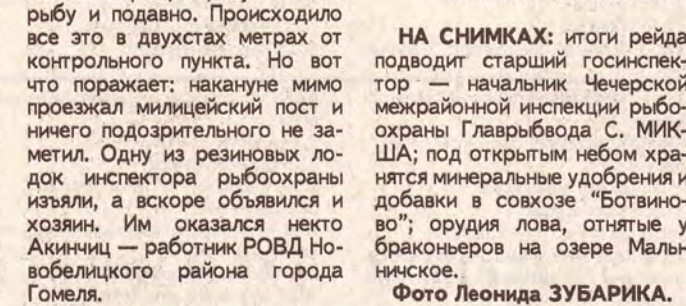 рыбу и подавно. Происходило
все это в двухстах метрах от
контрольного пункта. Но вот
что поражает: накануне мимо
проезжал милицейский пост и
ничего подозрительного не за-
метил. Одну из резиновых ло-
док инспектора рыбоохраны
изъяли, а вскоре объявился и
хозяин. Им оказался некто
Акинчиц — работник РОВД Но-
вобелицкого района города
Гомеля.
НА СНИМКАХ: итоги рейда
подводит старший госинспек-
тор — начальник Чечерской
межрайонной инспекции рыбо-
охраны Главрыбвода С. МИК-
ША; под открытым небом хра-
нятся минеральные удобрения и
добавки в совхозе "Ботвино-
во"; орудия лова, отнятые у
браконьеров на озере Мальч-
ничское.
Фото Леонида ЗУБАРИКА.